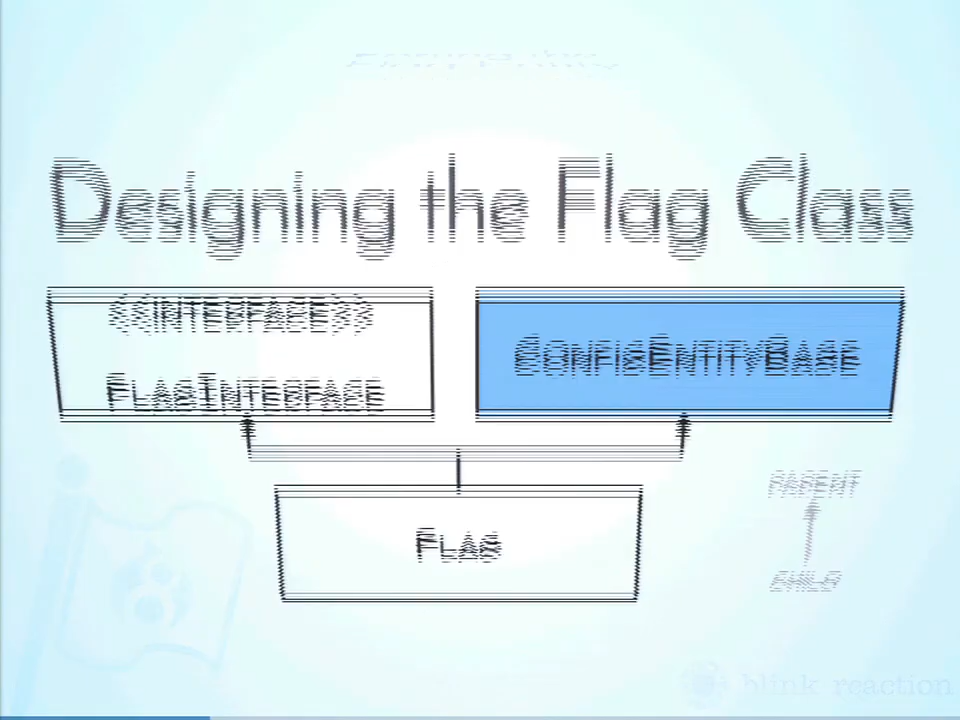 Designing the Flag Class
<<INTERFACE>>
FLAGINTERFACE
CONFIGENTITYBASE
FLAG
PARENT
CHILD
blink reaction